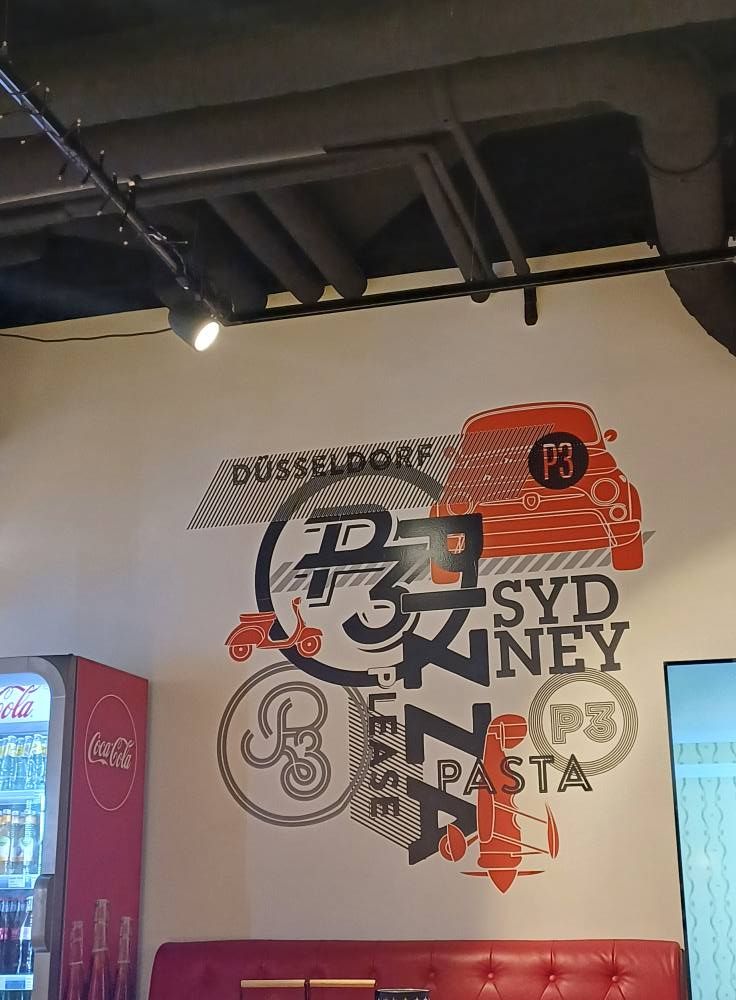 DÜSSELDORF
P3
P3
PIZZA
SYD
NEY
PLEASE
P3
P3
PASTA
Cola
Coca-Cola